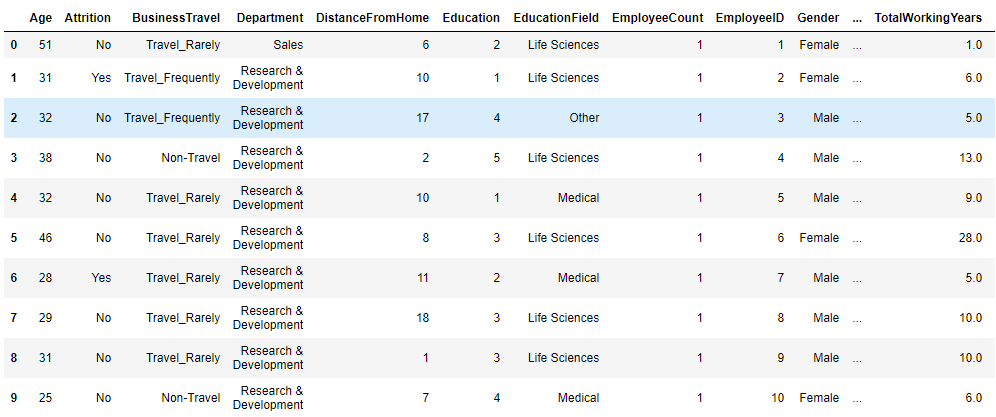 Age Attrition BusinessTravel Department DistanceFromHome Education EducationField EmployeeCount EmployeeID Gender ... TotalWorkingYears
0 51 No Travel_Rarely Sales 6 2 Life Sciences 1 1 Female ... 1.0
1 31 Yes Travel_Frequently Research & Development 10 1 Life Sciences 1 2 Female ... 6.0
2 32 No Travel_Frequently Research & Development 17 4 Other 1 3 Male ... 5.0
3 38 No Non-Travel Research & Development 2 5 Life Sciences 1 4 Male ... 13.0
4 32 No Travel_Rarely Research & Development 10 1 Medical 1 5 Male ... 9.0
5 46 No Travel_Rarely Research & Development 8 3 Life Sciences 1 6 Female ... 28.0
6 28 Yes Travel_Rarely Research & Development 11 2 Medical 1 7 Male ... 5.0
7 29 No Travel_Rarely Research & Development 18 3 Life Sciences 1 8 Male ... 10.0
8 31 No Travel_Rarely Research & Development 1 3 Life Sciences 1 9 Male ... 10.0
9 25 No Non-Travel Research & Development 7 4 Medical 1 10 Female ... 6.0